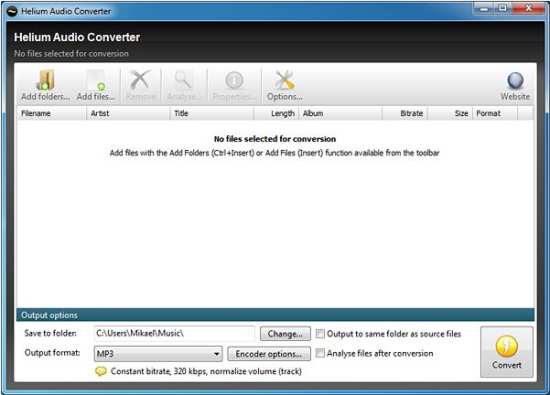 Helium Audio Converter
Helium Audio Converter
No files selected for conversion
Add folders... Add files... Remove Analyse... Properties... Options... Website
Filename Artist Title Length Album Bitrate Size Format
No files selected for conversion
Add files with the Add Folders (Ctrl+Insert) or Add Files (Insert) function available from the toolbar
Output options
Save to folder: C:\Users\Mikael\Music\ Change... Output to same folder as source files
Output format: MP3 Encoder options... Analyse files after conversion
Constant bitrate, 320 kbps, normalize volume (track)
Convert